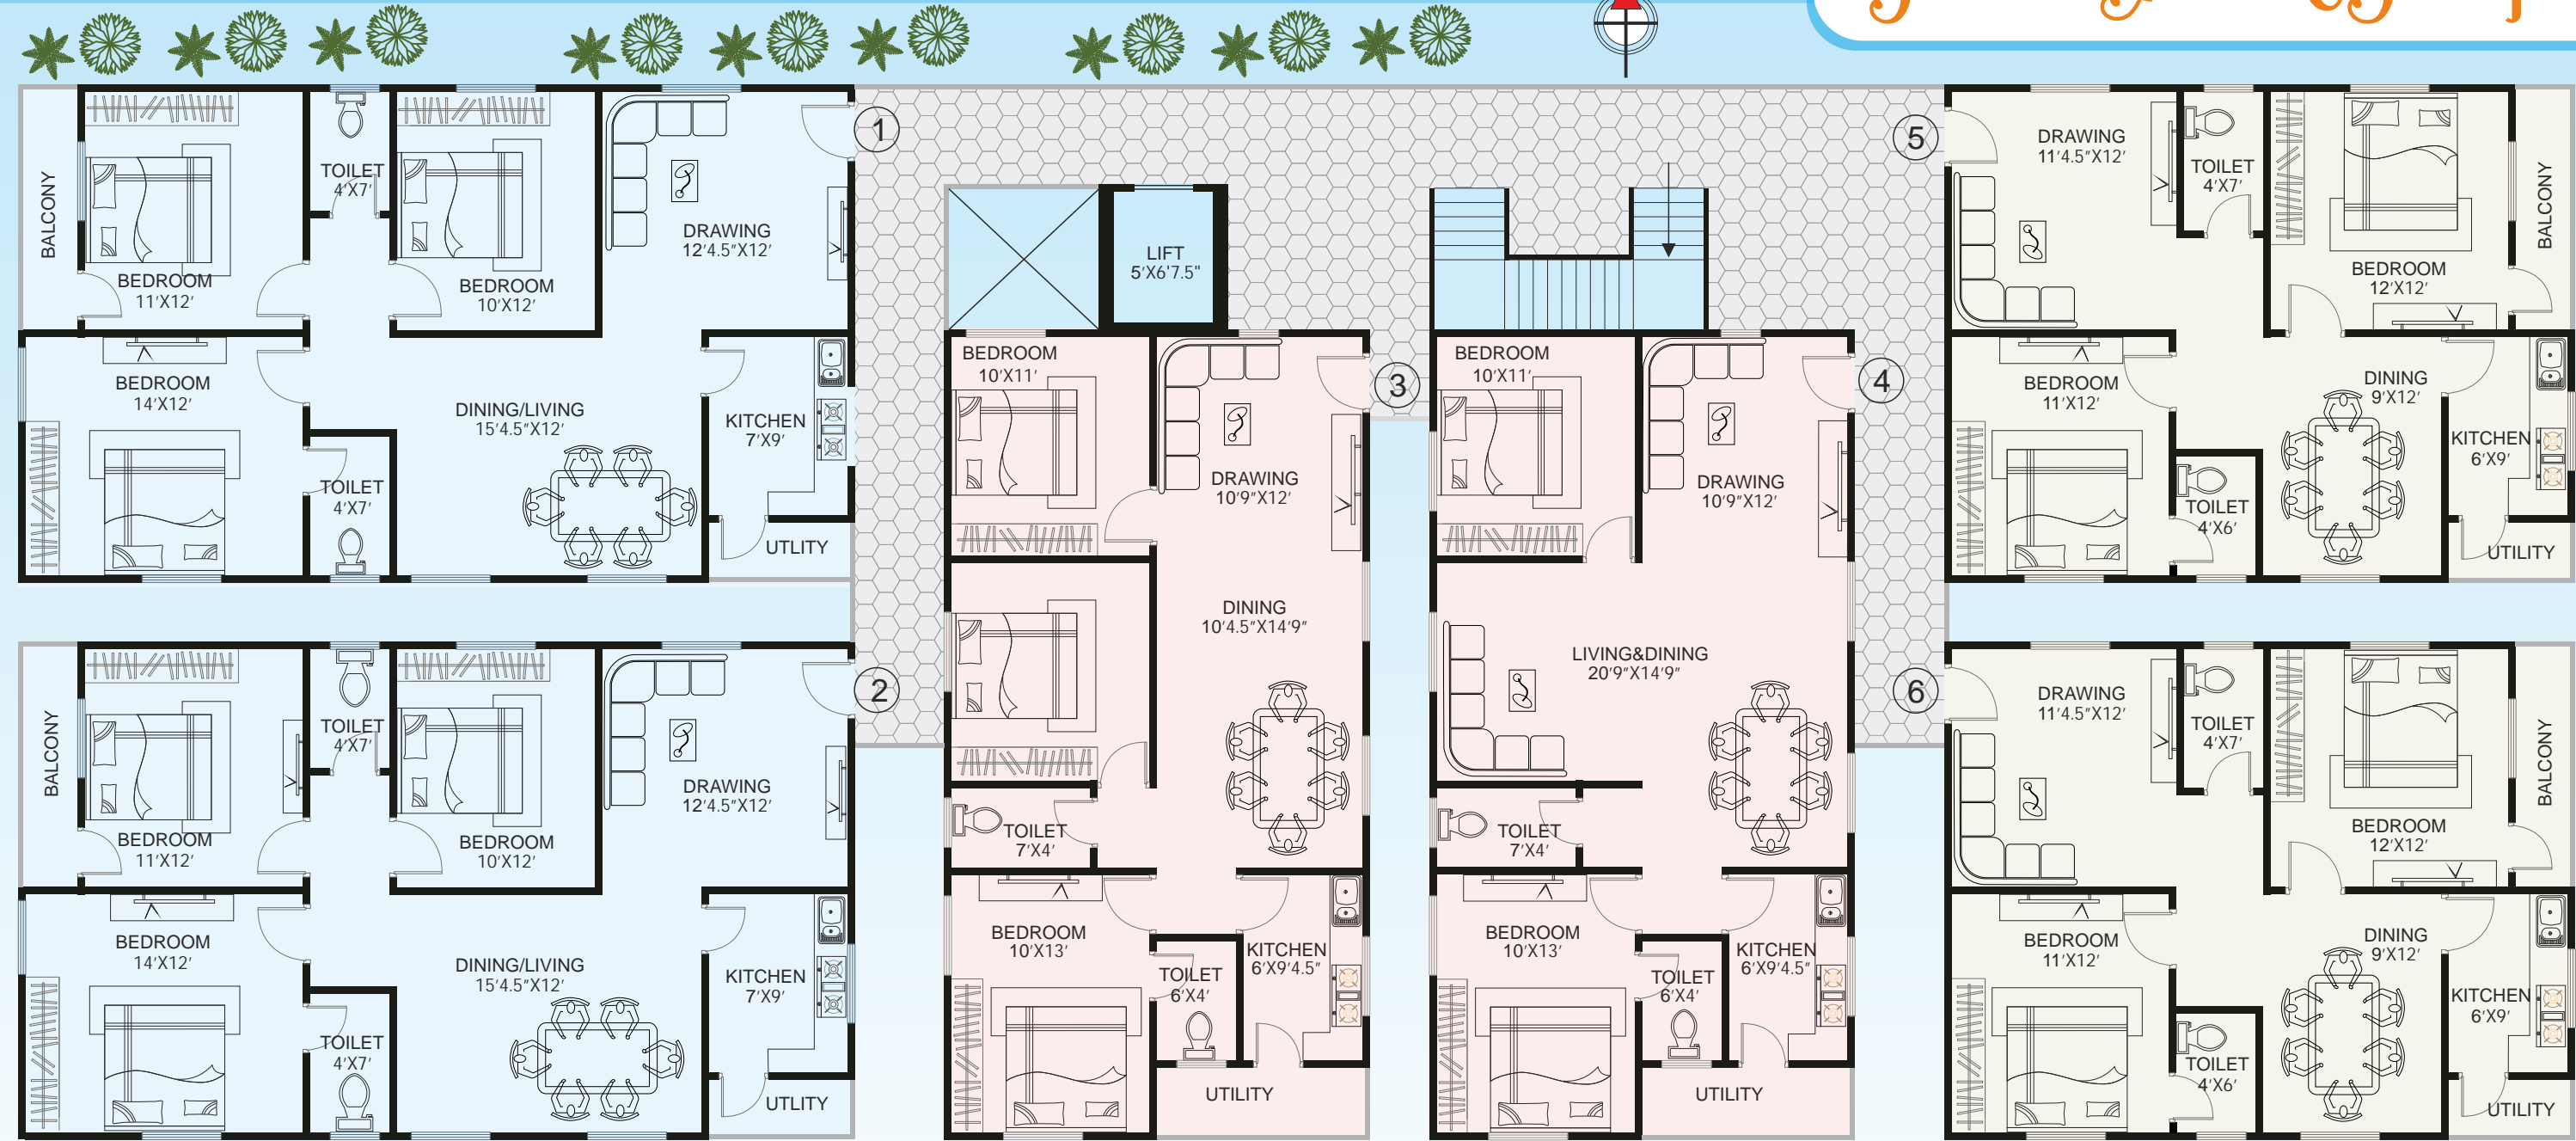 1
BALCONY
BEDROOM
11'X12'
TOILET
4'X7'
BEDROOM
10'X12'
DRAWING
12'4.5"X12'
BEDROOM
14'X12'
TOILET
4'X7'
DINING/LIVING
15'4.5"X12'
KITCHEN
7'X9'
UTLITY
2
BALCONY
BEDROOM
11'X12'
TOILET
4'X7'
BEDROOM
10'X12'
DRAWING
12'4.5"X12'
BEDROOM
14'X12'
TOILET
4'X7'
DINING/LIVING
15'4.5"X12'
KITCHEN
7'X9'
UTLITY
LIFT
5'X6'7.5"
3
BEDROOM
10'X11'
DRAWING
10'9"X12'
DINING
10'4.5"X14'9"
TOILET
7'X4'
BEDROOM
10'X13'
TOILET
6'X4'
KITCHEN
6'X9'4.5"
UTILITY
4
BEDROOM
10'X11'
DRAWING
10'9"X12'
LIVING&DINING
20'9"X14'9"
TOILET
7'X4'
BEDROOM
10'X13'
TOILET
6'X4'
KITCHEN
6'X9'4.5"
UTILITY
5
DRAWING
11'4.5"X12'
TOILET
4'X7'
BEDROOM
12'X12'
BALCONY
BEDROOM
11'X12'
TOILET
4'X6'
DINING
9'X12'
KITCHEN
6'X9'
UTILITY
6
DRAWING
11'4.5"X12'
TOILET
4'X7'
BEDROOM
12'X12'
BALCONY
BEDROOM
11'X12'
TOILET
4'X6'
DINING
9'X12'
KITCHEN
6'X9'
UTILITY